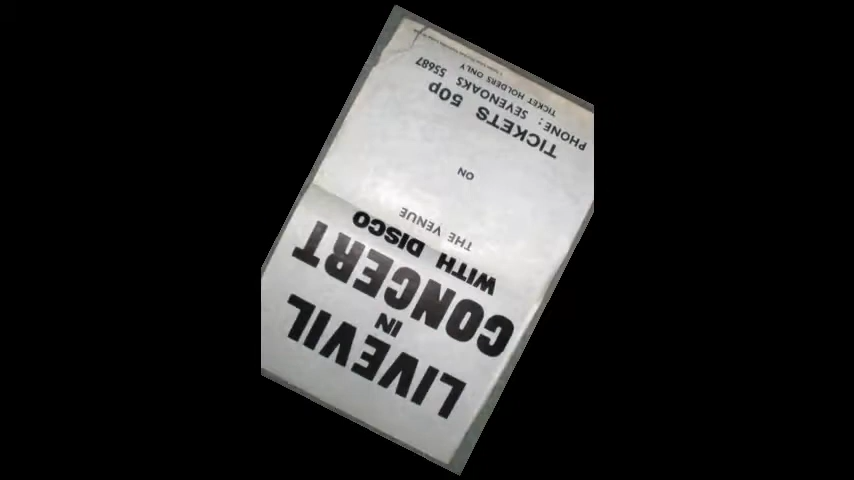 LIVEVIL
IN
CONCERT
WITH DISCO
THE VENUE
ON
TICKETS 50p
PHONE: SEVENOAKS 55687
TICKET HOLDERS ONLY